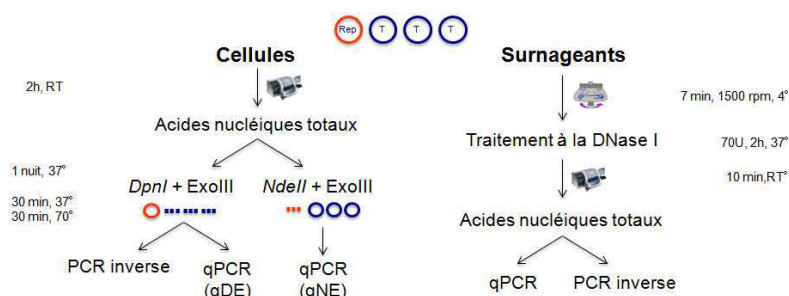 Rep T T T
Cellules
Surnageants
2h, RT
7 min, 1500 rpm, 4°
Acides nucléiques totaux
Traitement à la DNase I
70U, 2h, 37°
1 nuit, 37°
DpnI + ExoIII
NdeII + ExoIII
10 min,RT°
30 min, 37°
30 min, 70°
Acides nucléiques totaux
PCR inverse
qPCR
(qDE)
qPCR
(qNE)
qPCR
PCR inverse